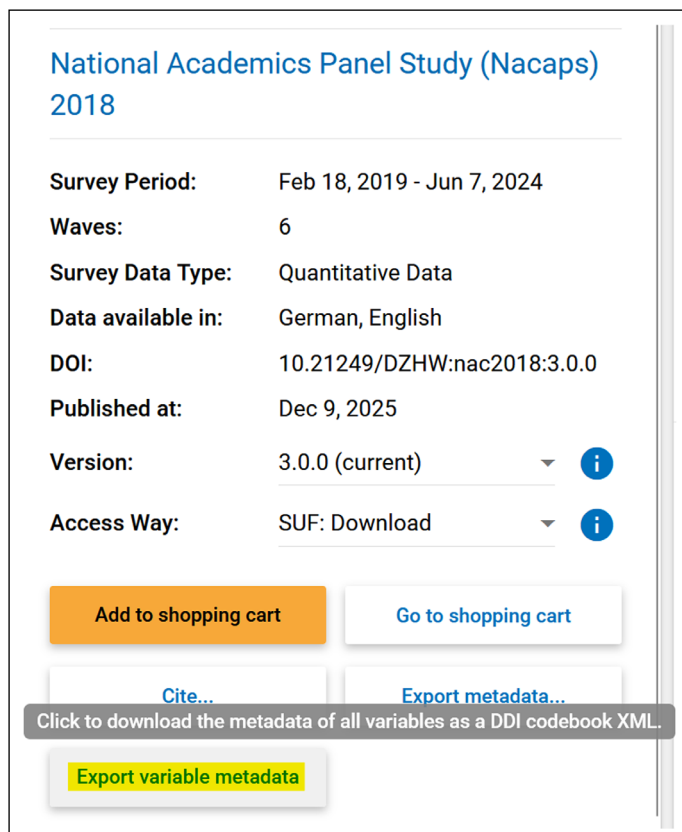 National Academics Panel Study (Nacaps)
2018
Survey Period: Feb 18, 2019 - Jun 7, 2024
Waves: 6
Survey Data Type: Quantitative Data
Data available in: German, English
DOI: 10.21249/DZHW:nac2018:3.0.0
Published at: Dec 9, 2025
Version: 3.0.0 (current)
Access Way: SUF: Download
Add to shopping cart Go to shopping cart
Cite... Export metadata...
Click to download the metadata of all variables as a DDI codebook XML.
Export variable metadata